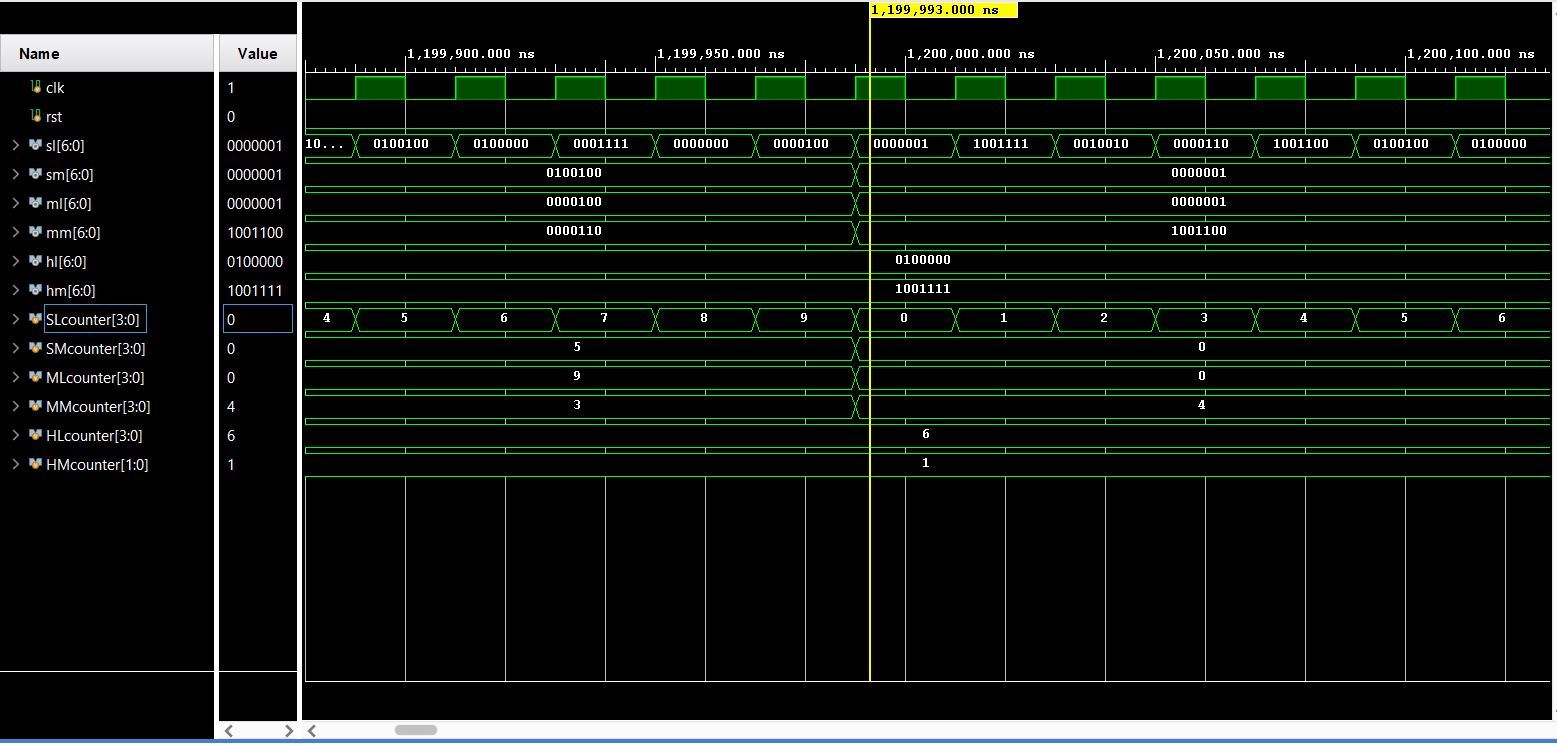 1,199,993.000 ns
Name Value 1,199,900.000 ns 1,199,950.000 ns 1,200,000.000 ns 1,200,050.000 ns 1,200,100.000 ns
clk 1
rst 0
sl[6:0] 0000001 10... 0100100 0100000 0001111 0000000 0000100 0000001 1001111 0010010 0000110 1001100 0100100 0100000
sm[6:0] 0000001 0100100 0000001
ml[6:0] 0000001 0000100 0000001
mm[6:0] 1001100 0000110 1001100
hl[6:0] 0100000 0100000
hm[6:0] 1001111 1001111
SLcounter[3:0] 0 4 5 6 7 8 9 0 1 2 3 4 5 6
SMcounter[3:0] 0 5 0
MLcounter[3:0] 0 9 0
MMcounter[3:0] 4 3 4
HLcounter[3:0] 6 6
HMcounter[1:0] 1 1